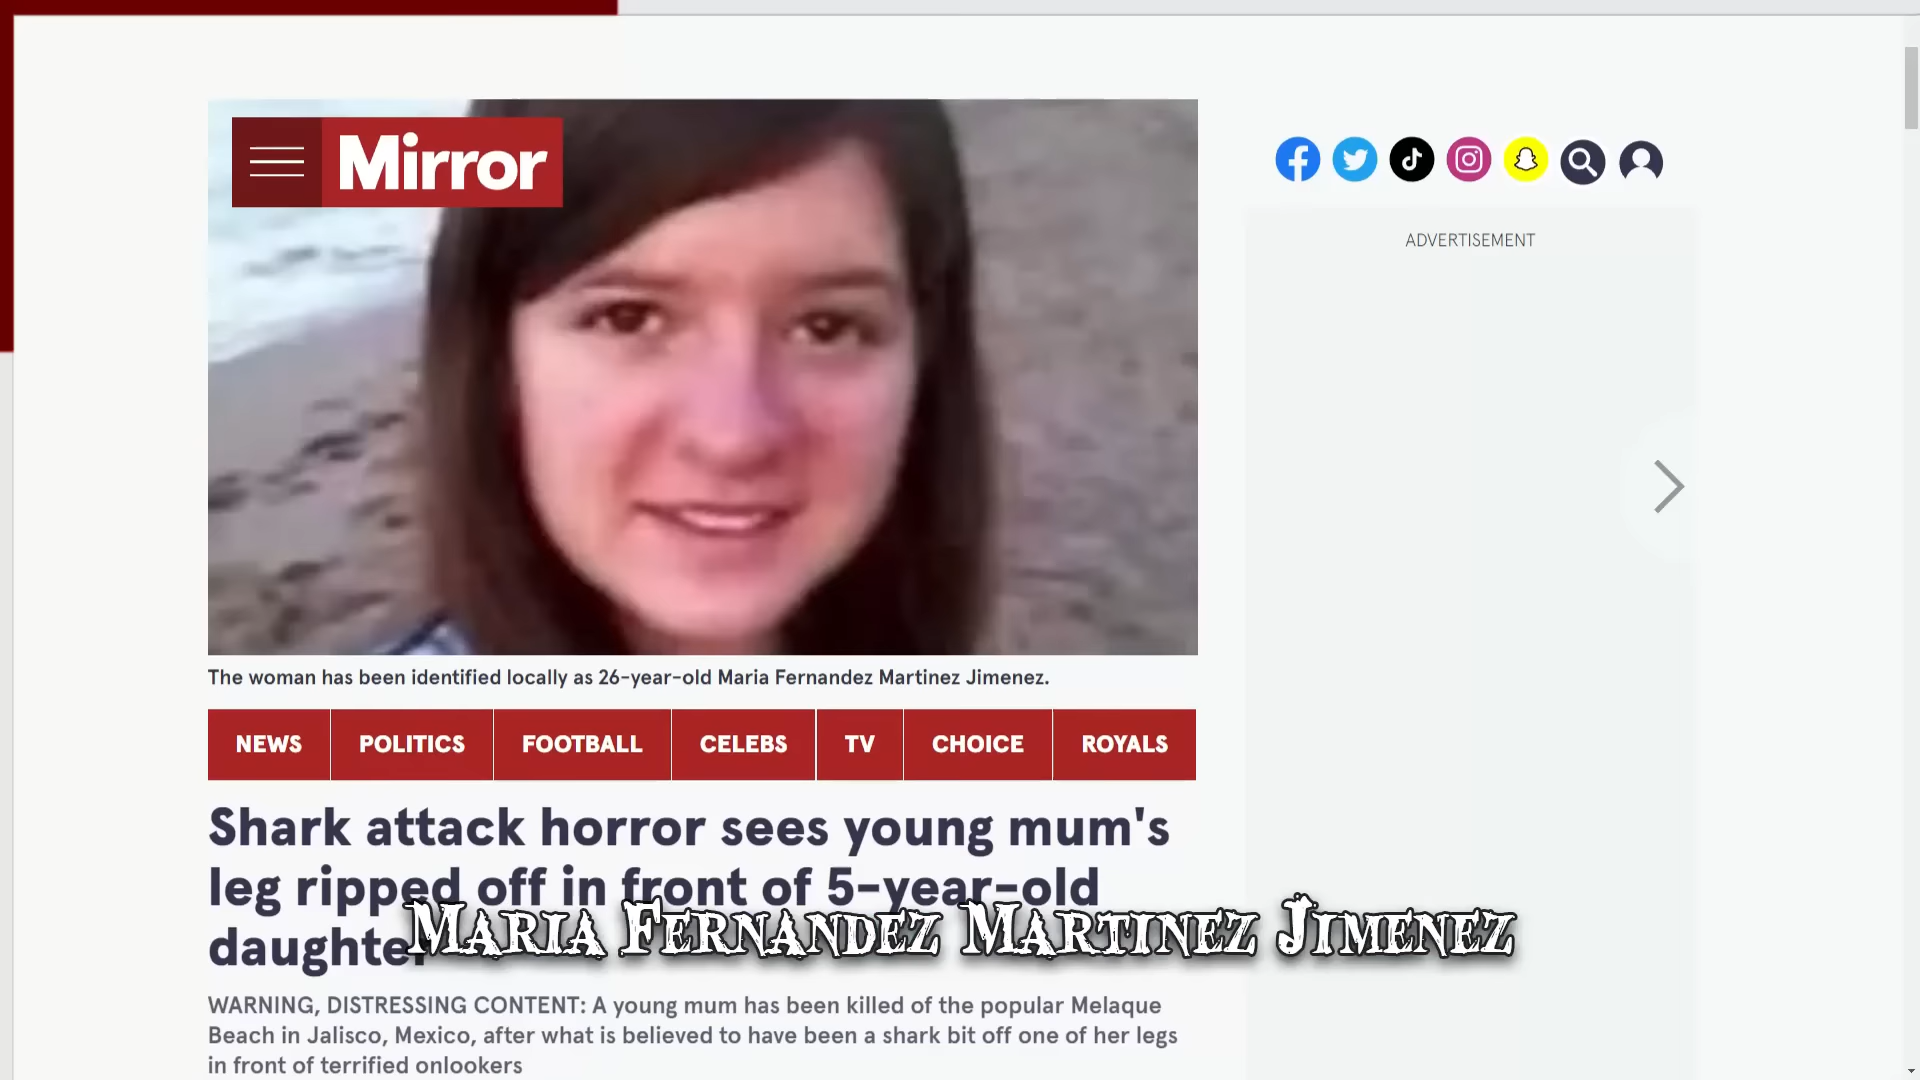 Mirror
ADVERTISEMENT
The woman has been identified locally as 26-year-old Maria Fernandez Martinez Jimenez.
NEWS POLITICS FOOTBALL CELEBS TV CHOICE ROYALS
Shark attack horror sees young mum's
leg ripped off in front of 5-year-old
daughter
Maria Fernandez Martinez Jimenez
WARNING, DISTRESSING CONTENT: A young mum has been killed of the popular Melaque
Beach in Jalisco, Mexico, after what is believed to have been a shark bit off one of her legs
in front of terrified onlookers